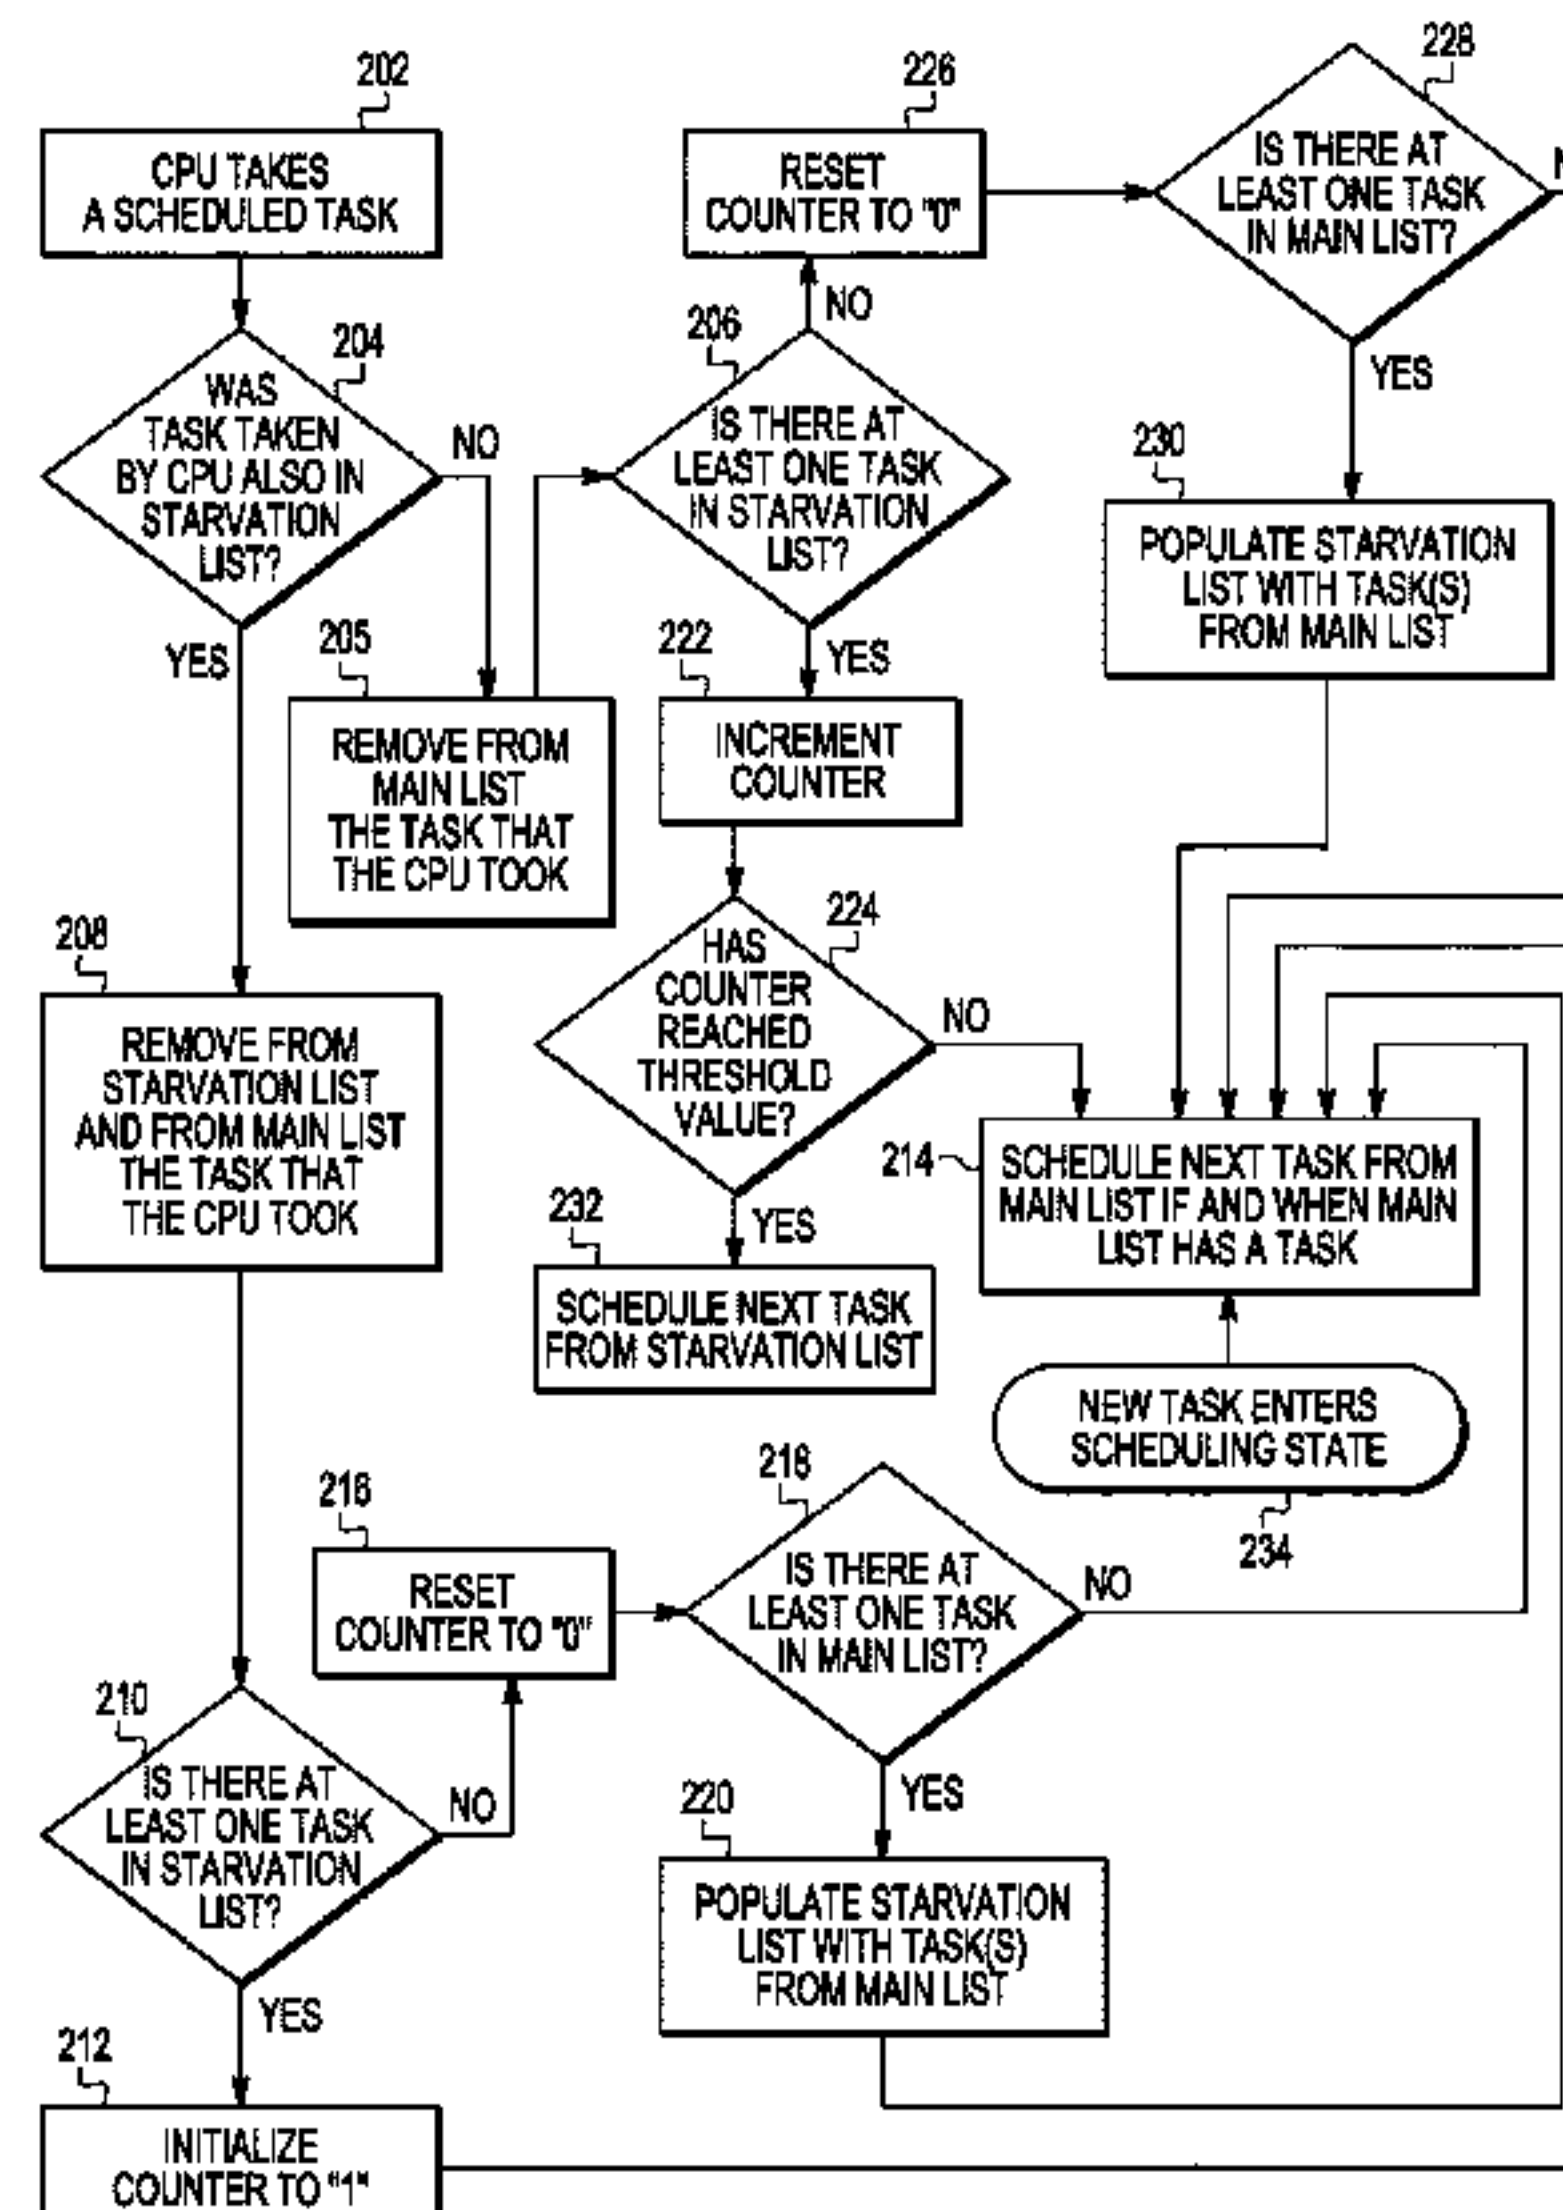 202
CPU TAKES
A SCHEDULED TASK
204
WAS
TASK TAKEN
BY CPU ALSO IN
STARVATION
LIST?
NO
YES
205
REMOVE FROM
MAIN LIST
THE TASK THAT
THE CPU TOOK
206
IS THERE AT
LEAST ONE TASK
IN STARVATION
LIST?
NO
YES
226
RESET
COUNTER TO "0"
228
IS THERE AT
LEAST ONE TASK
IN MAIN LIST?
YES
230
POPULATE STARVATION
LIST WITH TASK(S)
FROM MAIN LIST
222
INCREMENT
COUNTER
224
HAS
COUNTER
REACHED
THRESHOLD
VALUE?
NO
YES
232
SCHEDULE NEXT TASK
FROM STARVATION LIST
214
SCHEDULE NEXT TASK FROM
MAIN LIST IF AND WHEN MAIN
LIST HAS A TASK
NEW TASK ENTERS
SCHEDULING STATE
234
208
REMOVE FROM
STARVATION LIST
AND FROM MAIN LIST
THE TASK THAT
THE CPU TOOK
210
IS THERE AT
LEAST ONE TASK
IN STARVATION
LIST?
NO
YES
216
RESET
COUNTER TO "0"
218
IS THERE AT
LEAST ONE TASK
IN MAIN LIST?
NO
YES
220
POPULATE STARVATION
LIST WITH TASK(S)
FROM MAIN LIST
212
INITIALIZE
COUNTER TO "1"